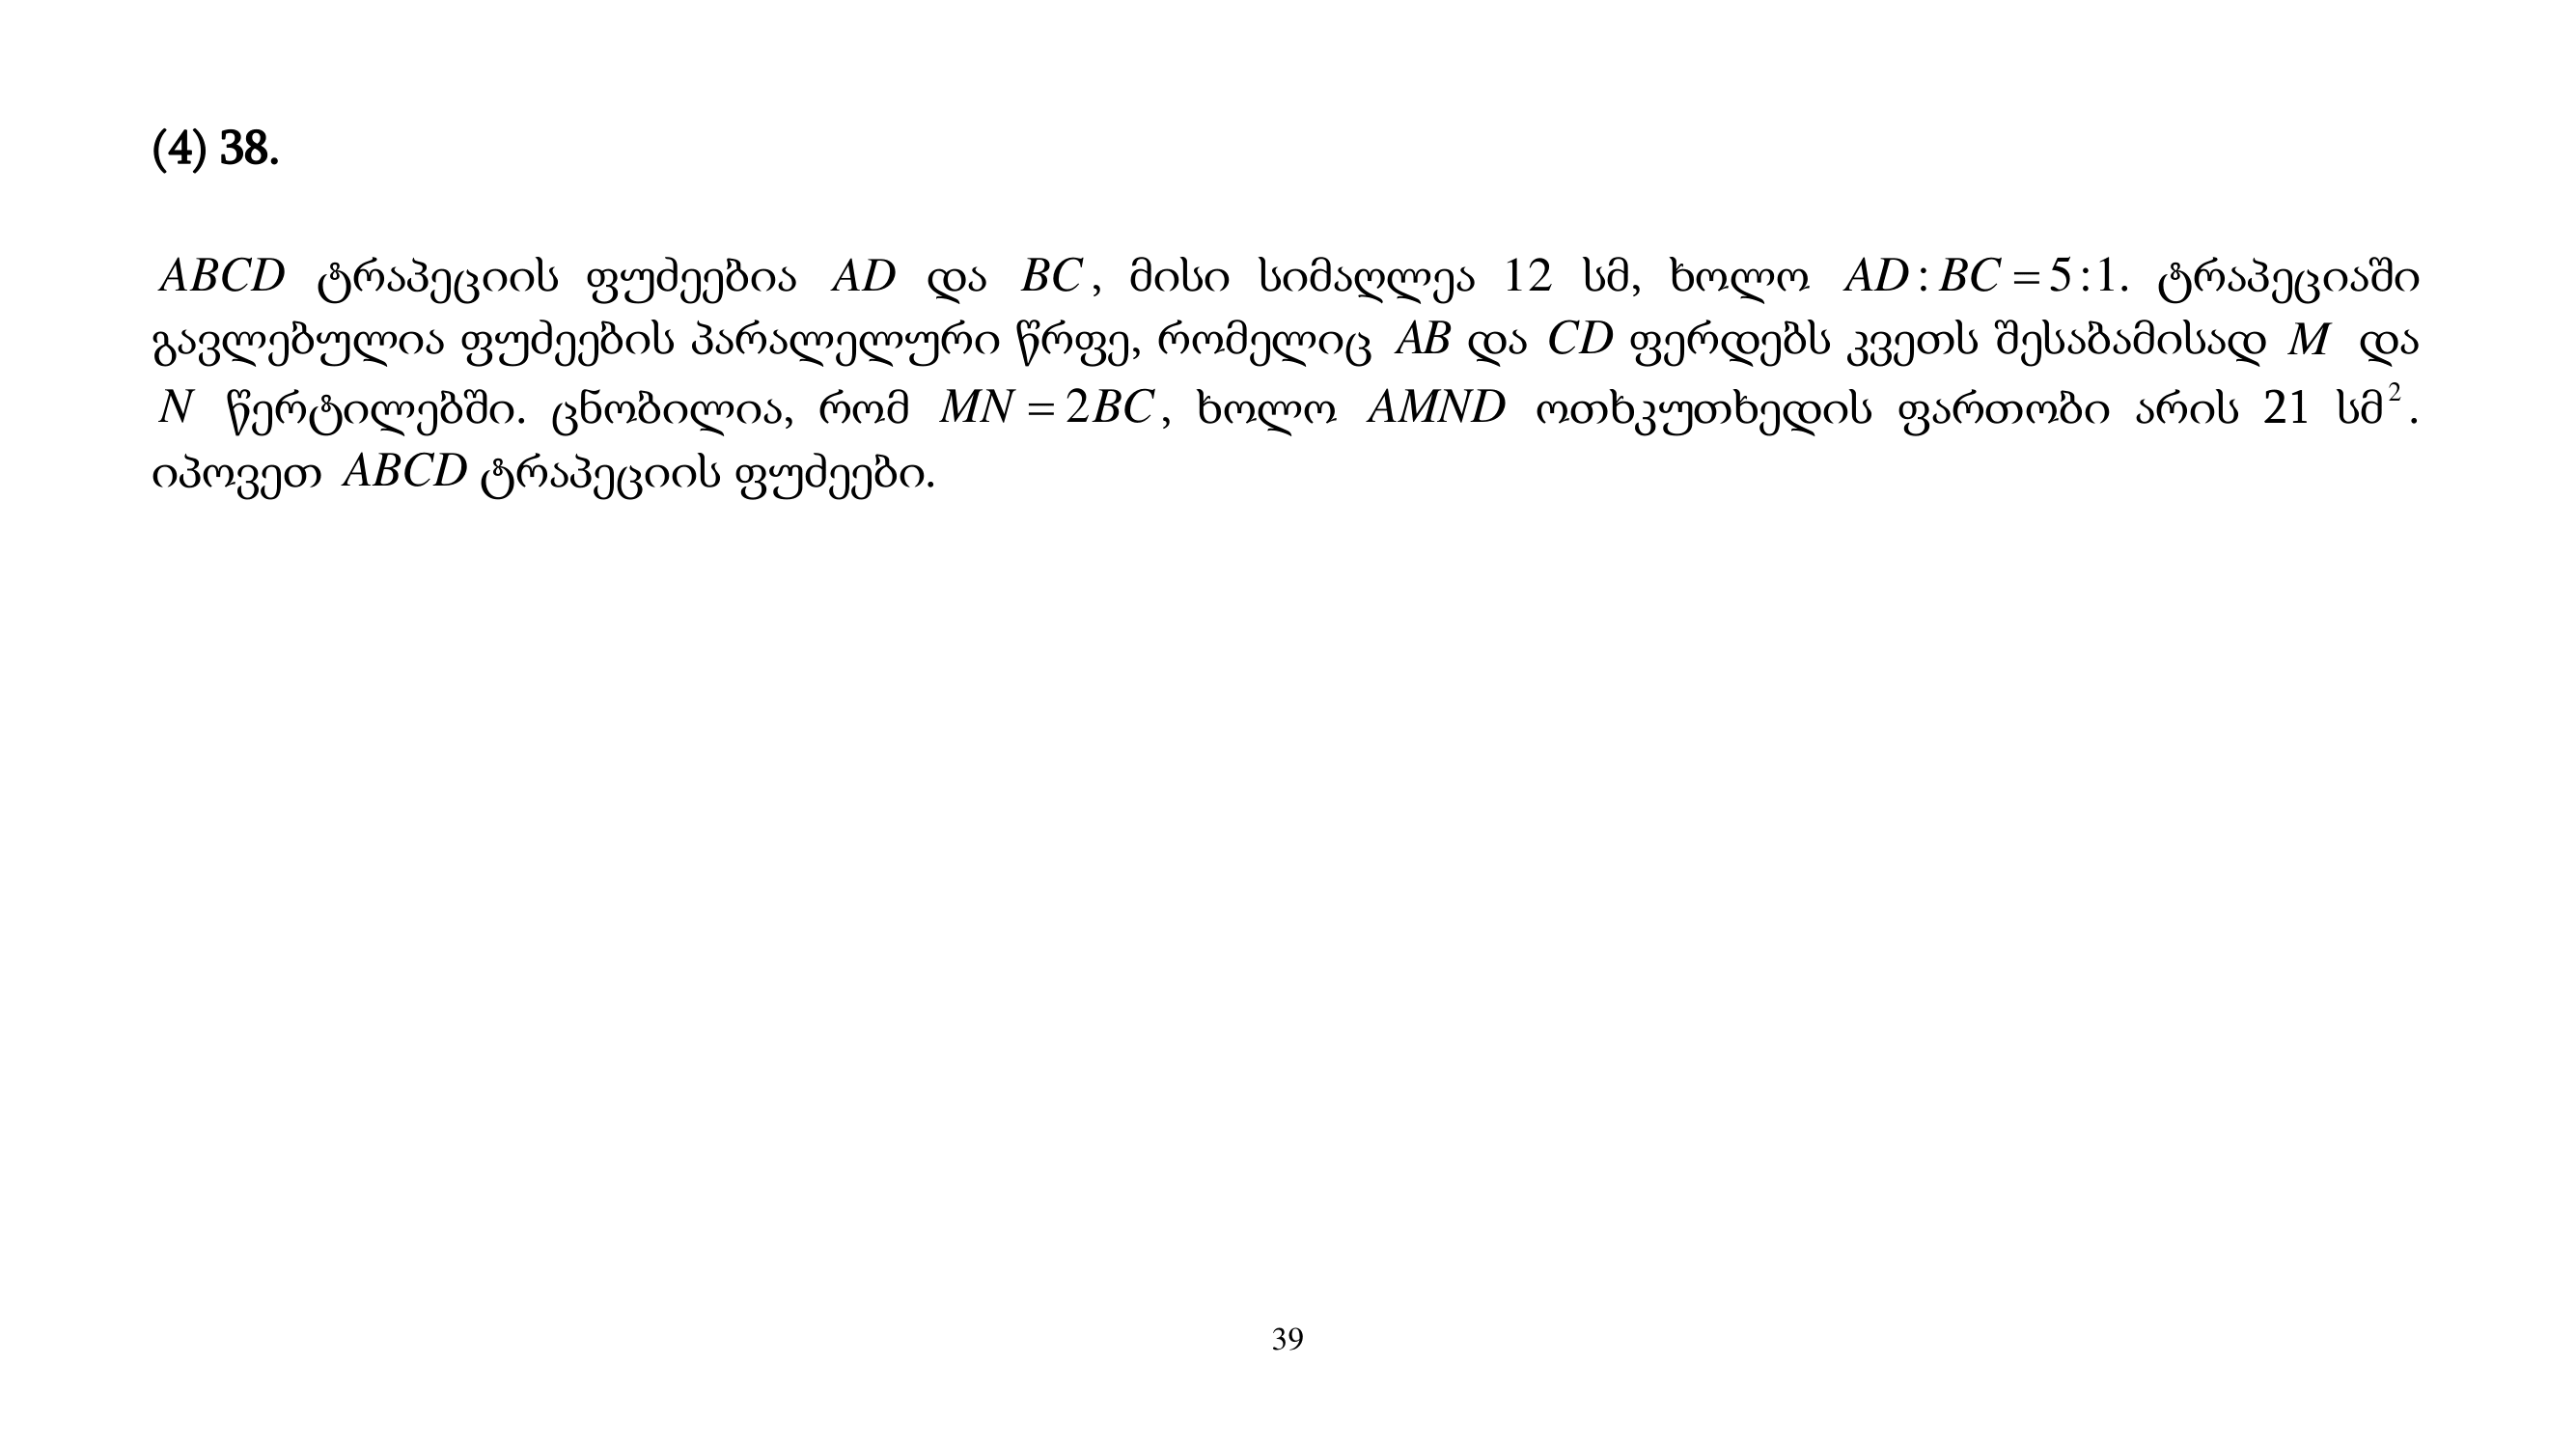 (4) 38.
ABCD ტრაპეციის ფუძეებია AD და BC, მისი სიმაღლეა 12 სმ, ხოლო AD : BC = 5 :1. ტრაპეციაში
გავლებულია ფუძეების პარალელური წრფე, რომელიც AB და CD ფერდებს კვეთს შესაბამისად M და
N წერტილებში. ცნობილია, რომ MN = 2BC, ხოლო AMND ოთხკუთხედის ფართობი არის 21 სმ².
იპოვეთ ABCD ტრაპეციის ფუძეები.
39